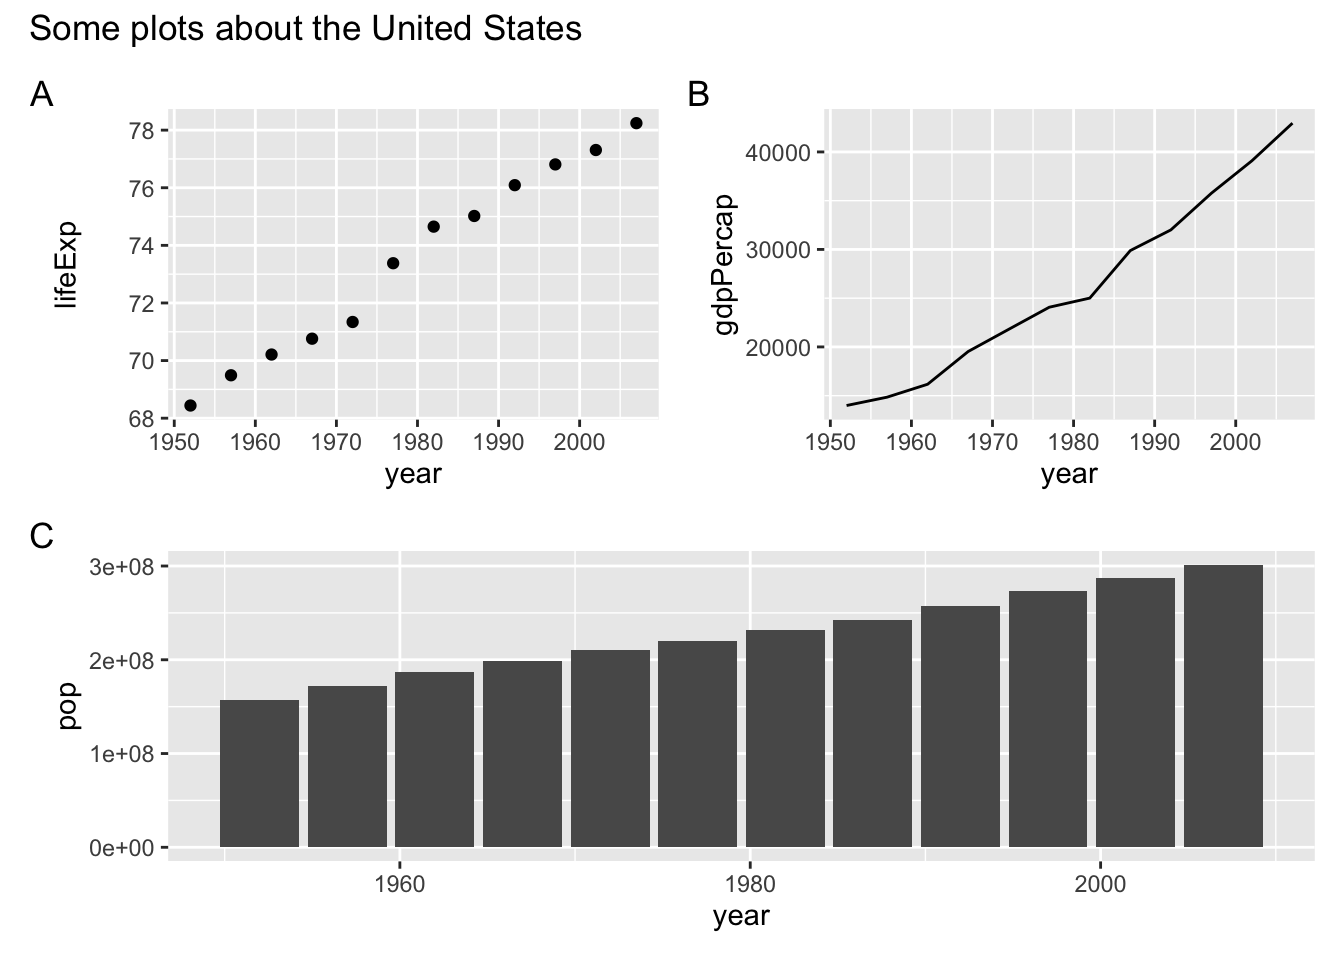 Some plots about the United States
A
78
76
74
72
70
68
lifeExp
1950 1960 1970 1980 1990 2000
year
B
40000
30000
20000
gdpPercap
1950 1960 1970 1980 1990 2000
year
C
3e+08
2e+08
1e+08
0e+00
pop
1960 1980 2000
year